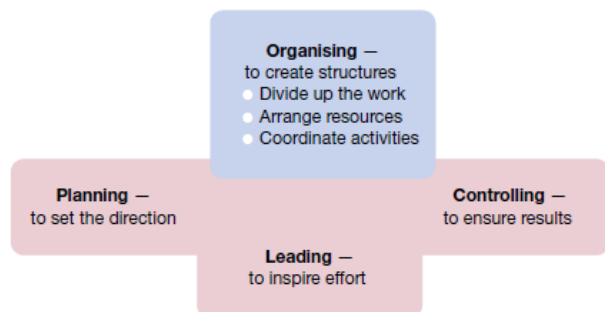 Organising —
to create structures
Divide up the work
Arrange resources
Coordinate activities
Planning —
to set the direction
Controlling —
to ensure results
Leading —
to inspire effort